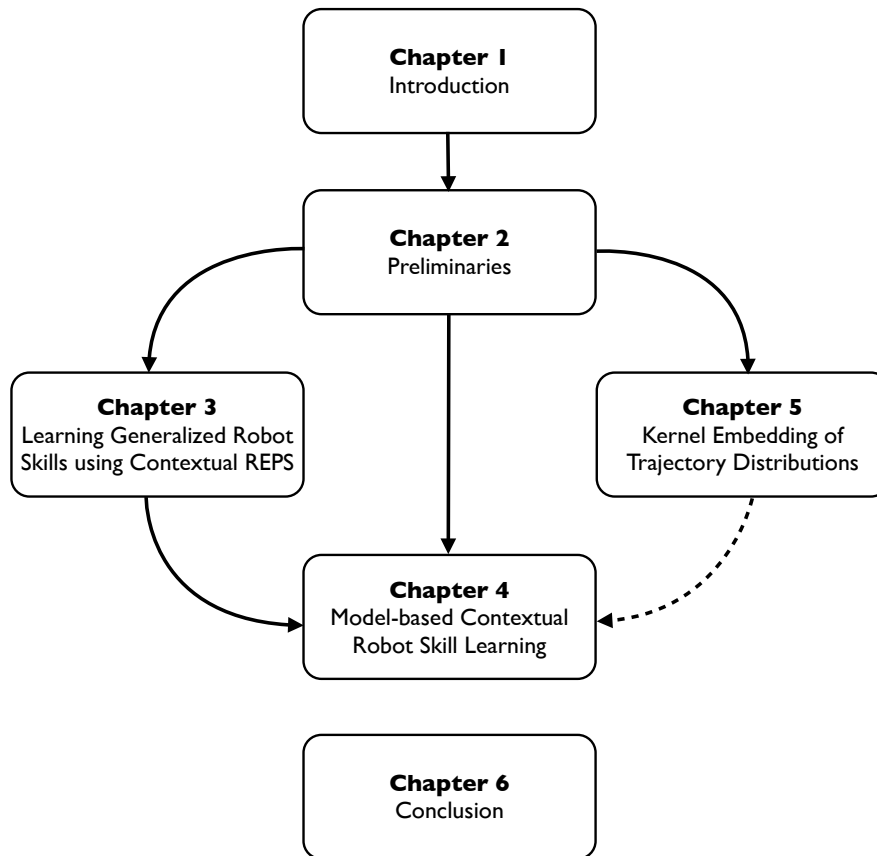 Chapter 1
Introduction
Chapter 2
Preliminaries
Chapter 3
Learning Generalized Robot
Skills using Contextual REPS
Chapter 5
Kernel Embedding of
Trajectory Distributions
Chapter 4
Model-based Contextual
Robot Skill Learning
Chapter 6
Conclusion